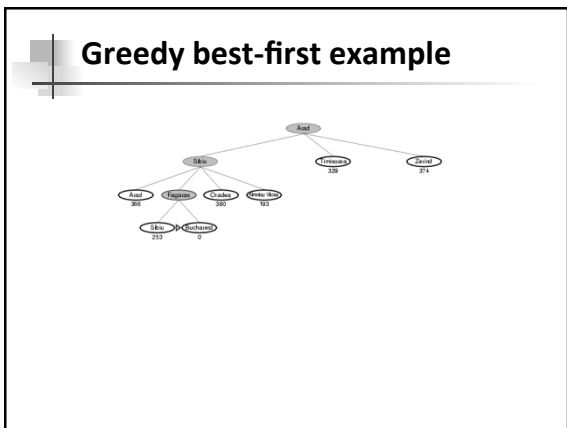 Greedy best-first example
Arad
Sibiu Timisoara Zerind
329 374
Arad Fagaras Oradea Rimnicu Vilcea
366 380 193
Sibiu Bucharest
253 0